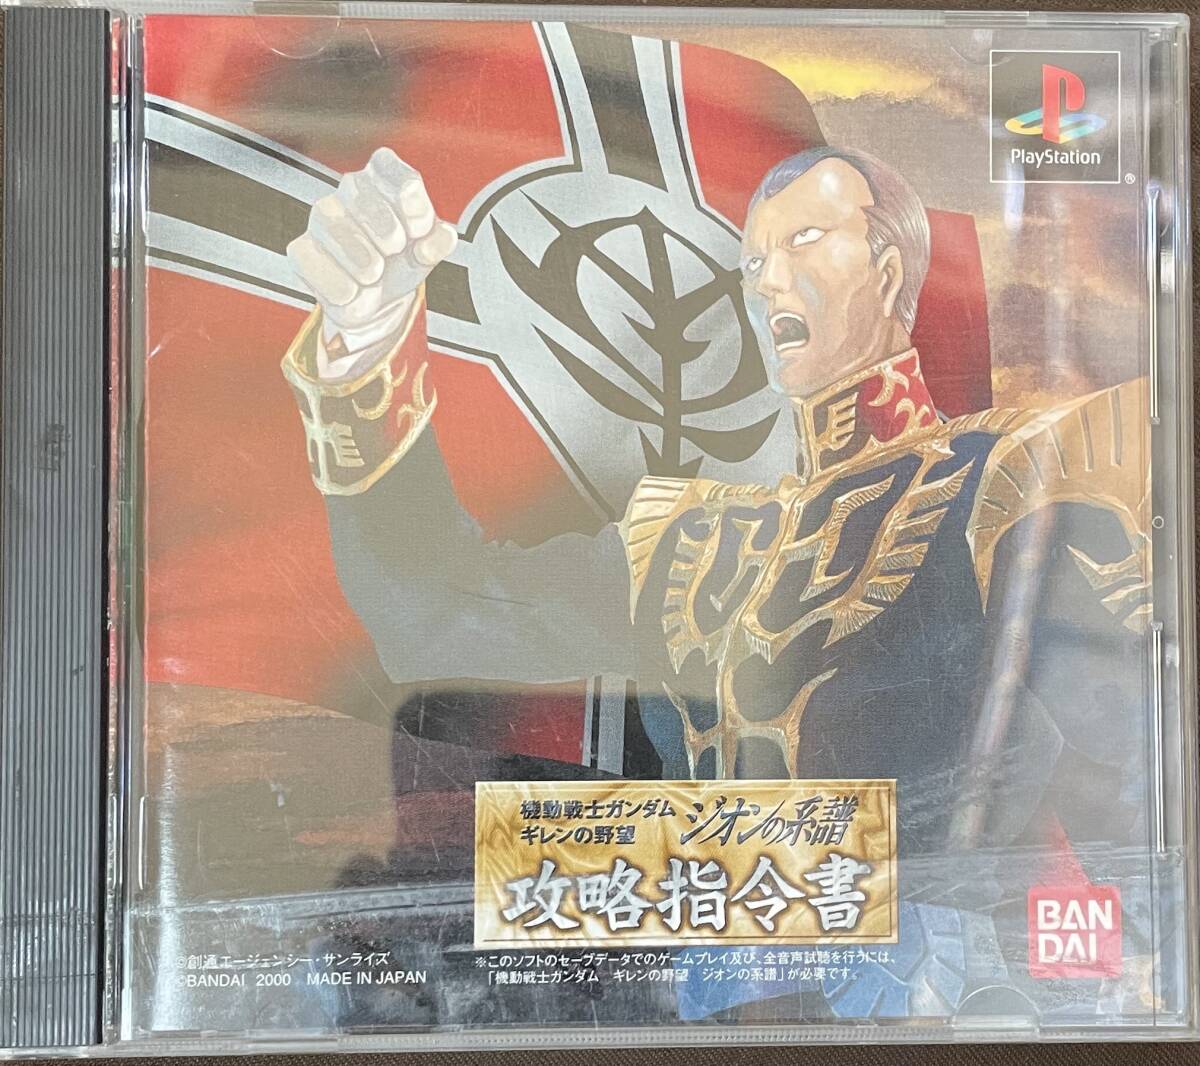 PlayStation
®
機動戦士ガンダム
ギレンの野望
ジオンの系譜
攻略指令書
BAN
DAI
©創通エージェンシー・サンライズ
©BANDAI 2000 MADE IN JAPAN
※このソフトのセーブデータでのゲームプレイ及び、全音声試聴を行うには、
「機動戦士ガンダム ギレンの野望 ジオンの系譜」が必要です。